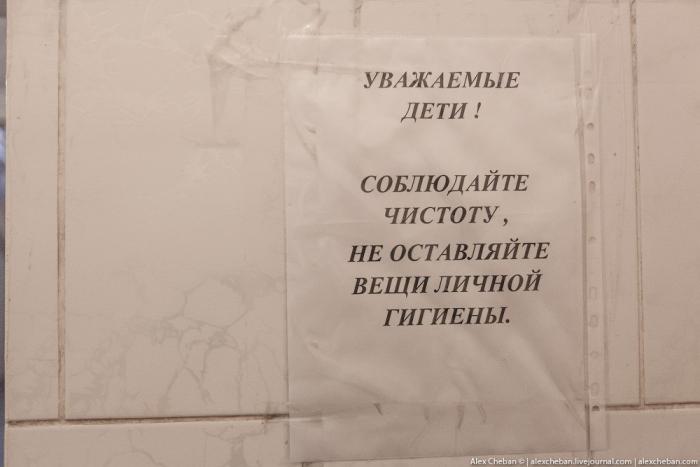 УВАЖАЕМЫЕ
ДЕТИ !
СОБЛЮДАЙТЕ
ЧИСТОТУ ,
НЕ ОСТАВЛЯЙТЕ
ВЕЩИ ЛИЧНОЙ
ГИГИЕНЫ.
Alex Cheban © | alexcheban.livejournal.com | alexcheban.com